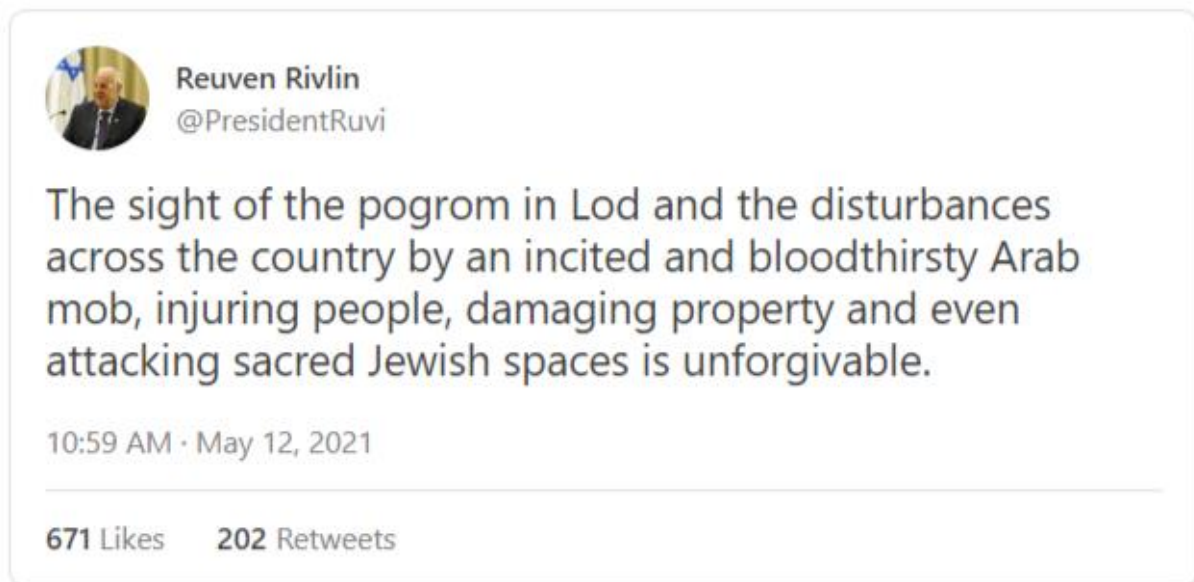 Reuven Rivlin
@PresidentRuvi
The sight of the pogrom in Lod and the disturbances
across the country by an incited and bloodthirsty Arab
mob, injuring people, damaging property and even
attacking sacred Jewish spaces is unforgivable.
10:59 AM · May 12, 2021
671 Likes 202 Retweets